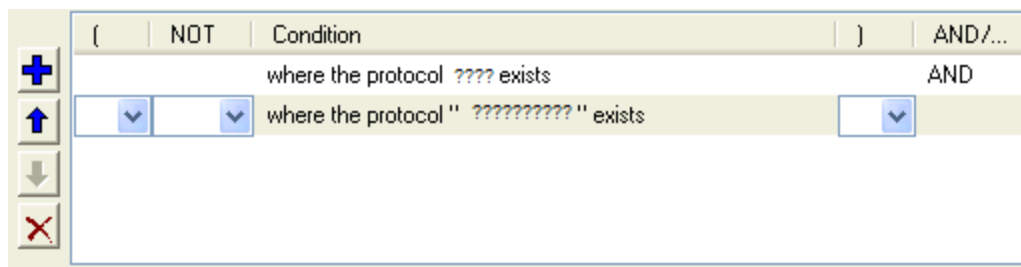 ( NOT Condition ) AND/...
where the protocol ???? exists AND
where the protocol " ?????????? " exists